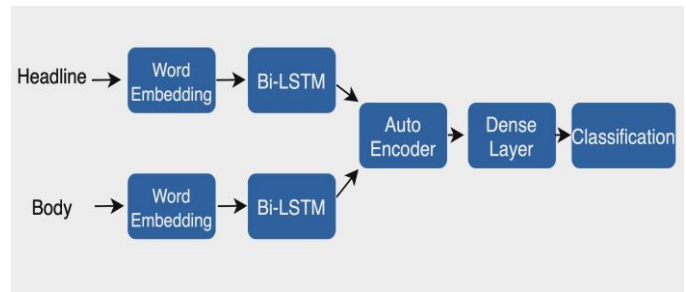 Headline
Word
Embedding
Bi-LSTM
Auto
Encoder
Dense
Layer
Classification
Body
Word
Embedding
Bi-LSTM